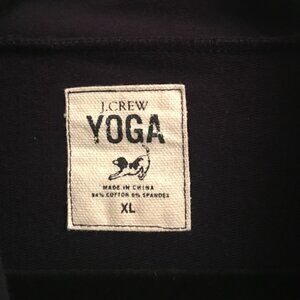 J.CREW
YOGA
MADE IN CHINA
94% COTTON 6% SPANDEX
XL